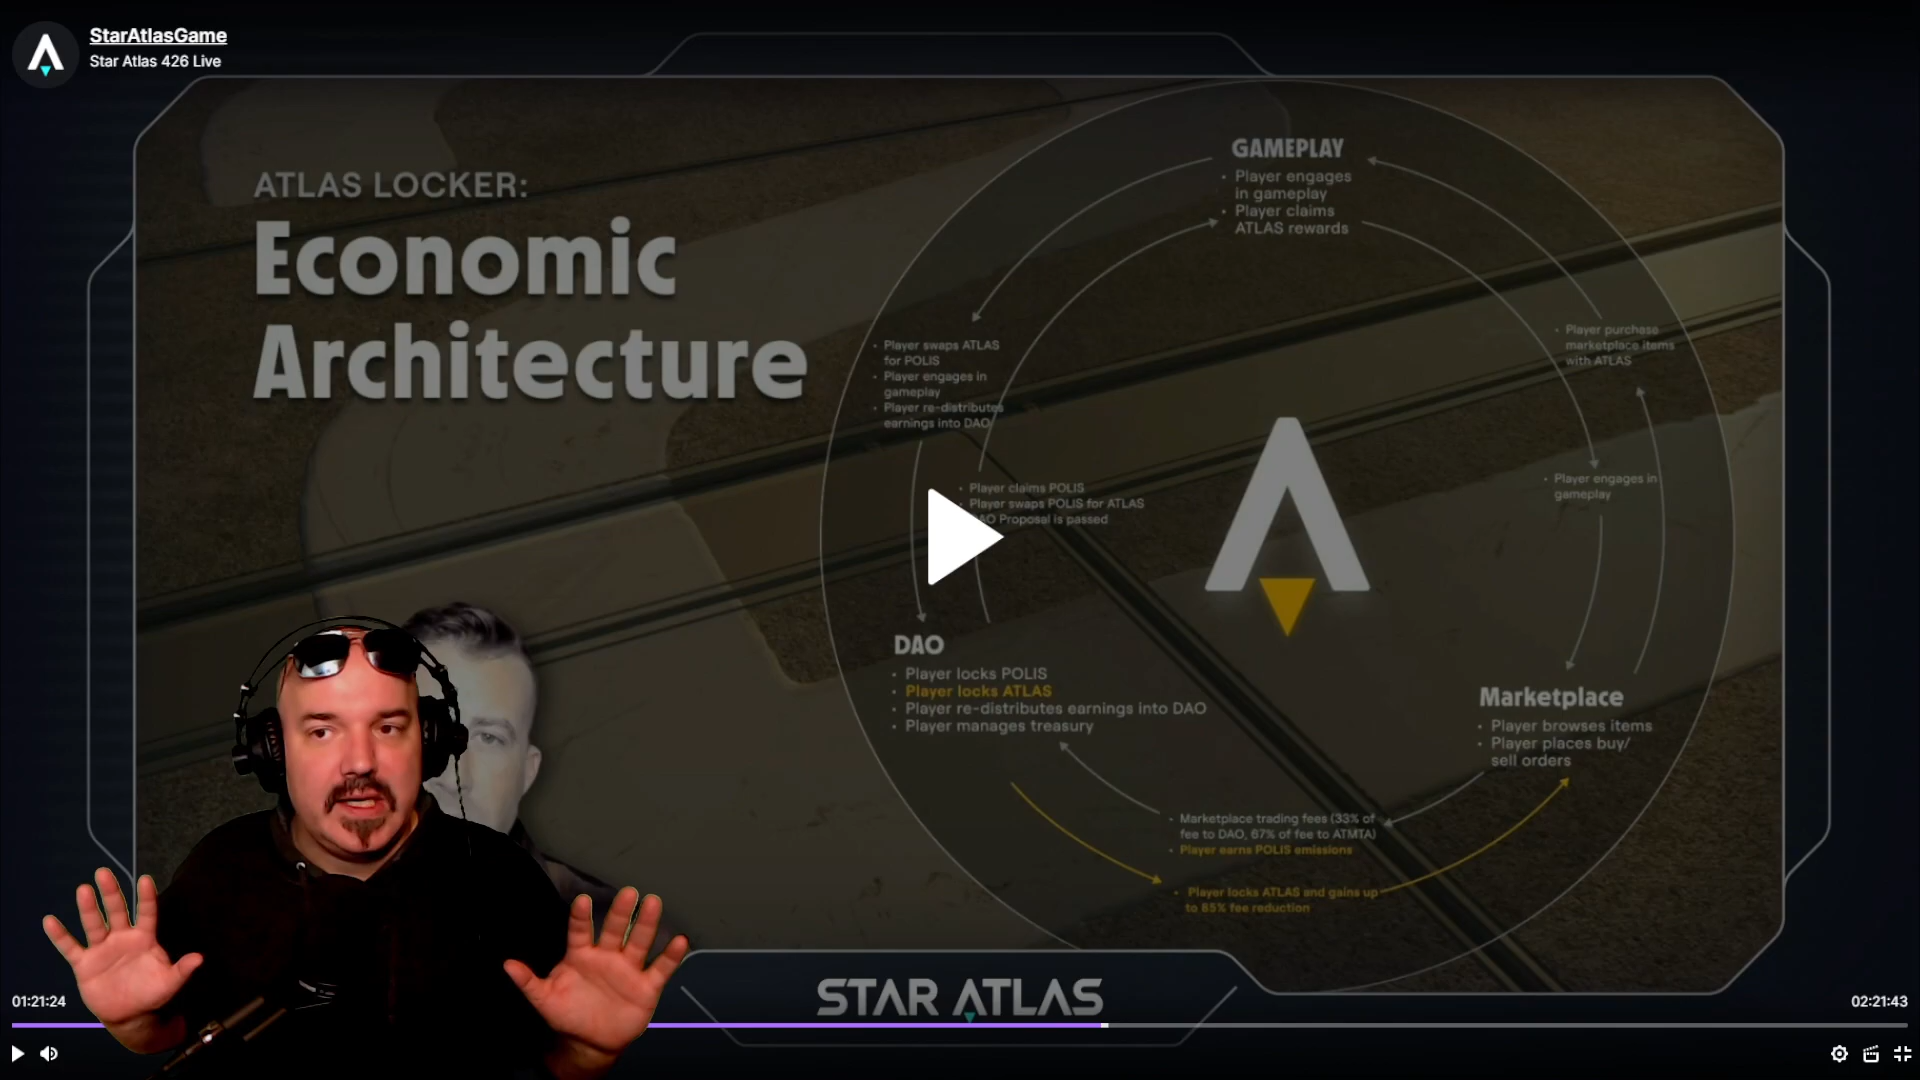 StarAtlasGame
Star Atlas 426 Live
ATLAS LOCKER:
Economic
Architecture
GAMEPLAY
• Player engages
in gameplay
• Player claims
ATLAS rewards
• Player swaps ATLAS
for POLIS
• Player engages in
gameplay
• Player re-distributes
earnings into DAO
• Player purchase
marketplace items
with ATLAS
• Player claims POLIS
• Player swaps POLIS for ATLAS
Proposal is passed
• Player engages in
gameplay
DAO
• Player locks POLIS
• Player locks ATLAS
• Player re-distributes earnings into DAO
• Player manages treasury
Marketplace
• Player browses items
• Player places buy/
sell orders
• Marketplace trading fees (33% of
fee to DAO, 67% of fee to ATMTA)
• Player earns POLIS emissions
• Player locks ATLAS and gains up
to 85% fee reduction
STAR ATLAS
01:21:24
02:21:43